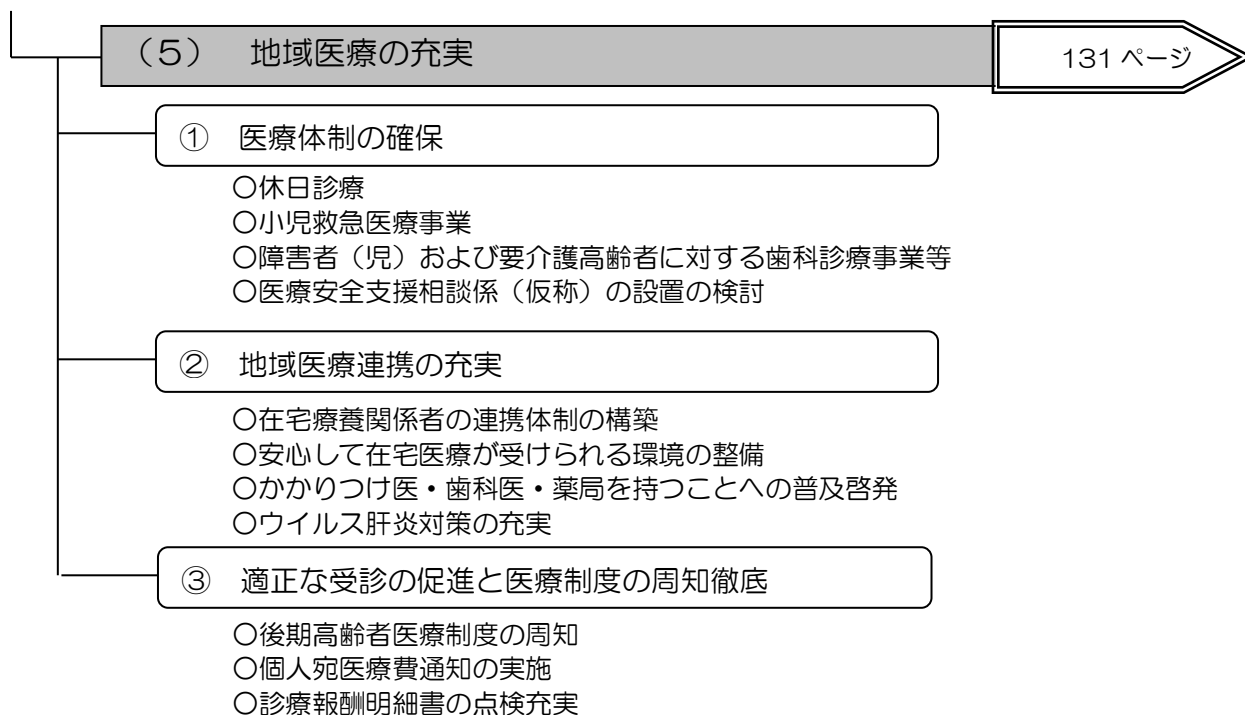 （５）　地域医療の充実
131 ページ
①　医療体制の確保
○休日診療
○小児救急医療事業
○障害者（児）および要介護高齢者に対する歯科診療事業等
○医療安全支援相談係（仮称）の設置の検討
②　地域医療連携の充実
○在宅療養関係者の連携体制の構築
○安心して在宅医療が受けられる環境の整備
○かかりつけ医・歯科医・薬局を持つことへの普及啓発
○ウイルス肝炎対策の充実
③　適正な受診の促進と医療制度の周知徹底
○後期高齢者医療制度の周知
○個人宛医療費通知の実施
○診療報酬明細書の点検充実